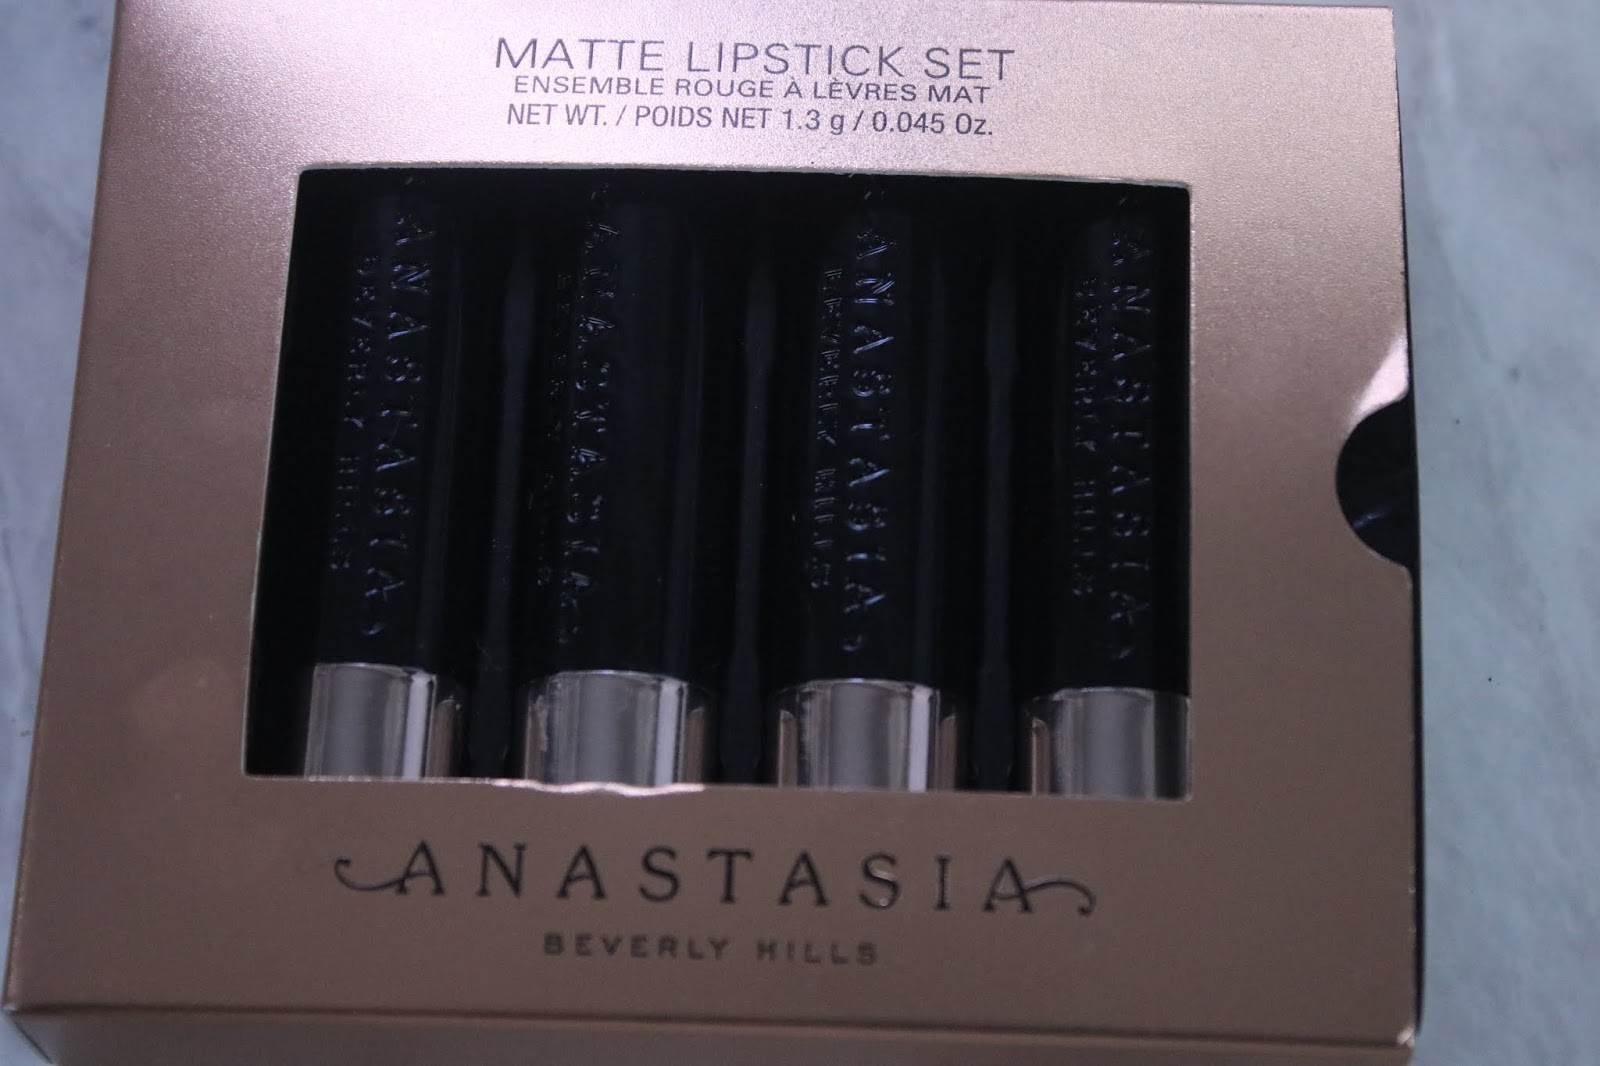 MATTE LIPSTICK SET
ENSEMBLE ROUGE À LÈVRES MAT
NET WT. / POIDS NET 1.3 g / 0.045 Oz.
ANASTASIA
BEVERLY HILLS
ANASTASIA
BEVERLY HILLS
ANASTASIA
BEVERLY HILLS
ANASTASIA
BEVERLY HILLS
ANASTASIA
BEVERLY HILLS